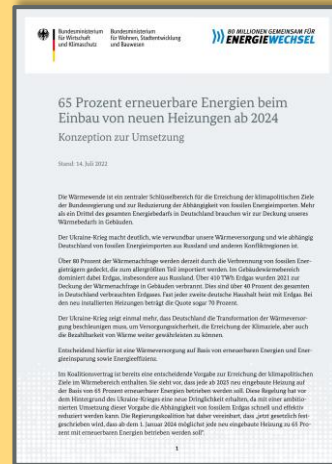 Bundesministerium
für Wirtschaft
und Klimaschutz
Bundesministerium
für Wohnen, Stadtentwicklung
und Bauwesen
80 MILLIONEN GEMEINSAM FÜR
ENERGIEWECHSEL
65 Prozent erneuerbare Energien beim
Einbau von neuen Heizungen ab 2024
Konzeption zur Umsetzung
Stand: 14. Juli 2022
Die Wärmewende ist ein zentraler Schlüsselbereich für die Erreichung der klimapolitischen Ziele
der Bundesregierung und zur Reduzierung der Abhängigkeit von fossilen Energieimporten. Mehr
als ein Drittel des gesamten Energiebedarfs in Deutschland brauchen wir zur Deckung unseres
Wärmebedarfs in Gebäuden.
Der Ukraine-Krieg macht deutlich, wie verwundbar unsere Wärmeversorgung und wie abhängig
Deutschland von fossilen Energieimporten aus Russland und anderen Konfliktregionen ist.
Über 80 Prozent der Wärmenachfrage werden derzeit durch die Verbrennung von fossilen Ener-
gieträgern gedeckt, die zum allergrößten Teil importiert werden. Im Gebäudewärmebereich
dominiert dabei Erdgas, insbesondere aus Russland. Über 410 TWh Erdgas wurden 2021 zur
Deckung der Wärmenachfrage in Gebäuden verbrannt. Dies sind über 40 Prozent des gesamten
in Deutschland verbrauchten Erdgases. Fast jeder zweite deutsche Haushalt heizt mit Erdgas. Bei
den neu installierten Heizungen beträgt die Quote sogar 70 Prozent.
Der Ukraine-Krieg zeigt einmal mehr, dass Deutschland die Transformation der Wärmeversor-
gung beschleunigen muss, um Versorgungssicherheit, die Erreichung der Klimaziele, aber auch
die Bezahlbarkeit von Wärme weiter gewährleisten zu können.
Entscheidend hierfür ist eine Wärmeversorgung auf Basis von erneuerbaren Energien und Ener-
gieeinsparung sowie Energieeffizienz.
Im Koalitionsvertrag ist bereits eine entscheidende Vorgabe zur Erreichung der klimapolitischen
Ziele im Wärmebereich enthalten. Sie sieht vor, dass jede ab 2025 neu eingebaute Heizung auf
der Basis von 65 Prozent erneuerbarer Energien betrieben werden soll. Diese Regelung hat vor
dem Hintergrund des Ukraine-Krieges eine neue Dringlichkeit erhalten, da mit einer ambitio-
nierten Umsetzung dieser Vorgabe die Abhängigkeit von fossilem Erdgas schnell und effektiv
reduziert werden kann. Die Regierungskoalition hat daher vereinbart, dass „jetzt gesetzlich fest-
geschrieben wird, dass ab dem 1. Januar 2024 möglichst jede neu eingebaute Heizung zu 65 Pro-
zent mit erneuerbaren Energien betrieben werden soll".
1